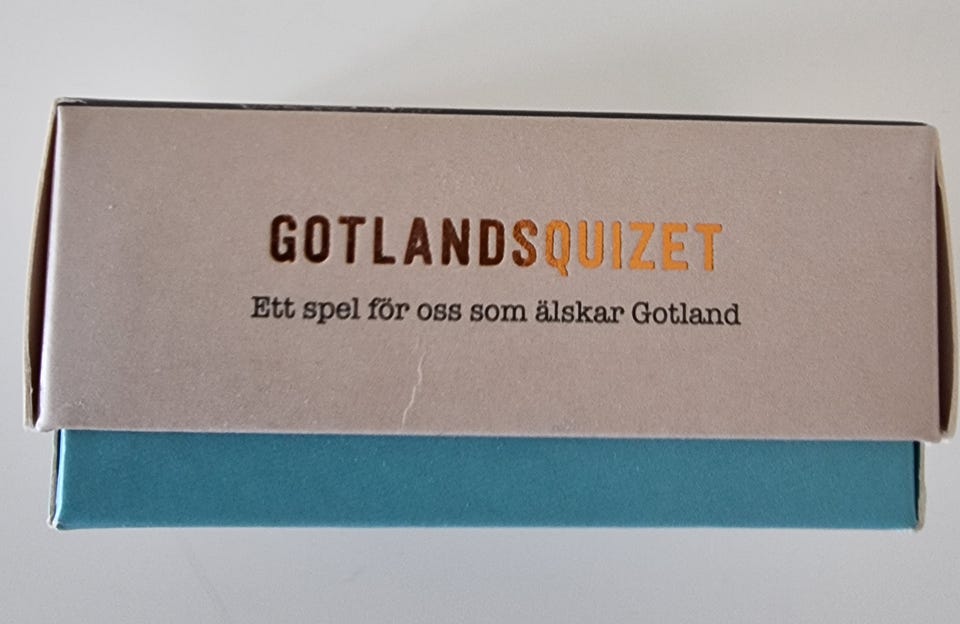 GOTLANDSQUIZET
Ett spel för oss som älskar Gotland